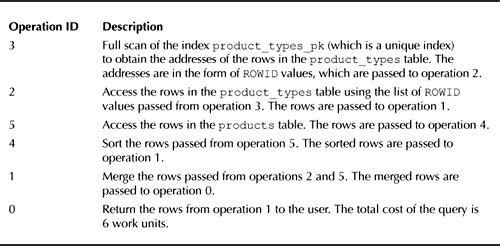 Operation ID Description
3 Full scan of the index product_types_pk (which is a unique index)
to obtain the addresses of the rows in the product_types table. The
addresses are in the form of ROWID values, which are passed to operation 2.
2 Access the rows in the product_types table using the list of ROWID
values passed from operation 3. The rows are passed to operation 1.
5 Access the rows in the products table. The rows are passed to operation 4.
4 Sort the rows passed from operation 5. The sorted rows are passed to
operation 1.
1 Merge the rows passed from operations 2 and 5. The merged rows are
passed to operation 0.
0 Return the rows from operation 1 to the user. The total cost of the query is
6 work units.